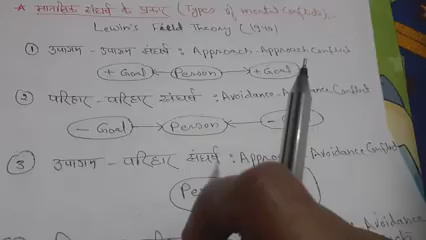 ★ मानसिक संघर्ष के प्रकार (Types of mental Conflicts).
Lewin's Field Theory (1940)
① उपागम - उपागम संघर्ष : Approach-Approach Conflict
+ Goal Person + Goal
② परिहार - परिहार संघर्ष : Avoidance - Avoidance Conflict
- Goal Person -
③ उपागम - परिहार संघर्ष : Avoidance Conflict
Avoidance